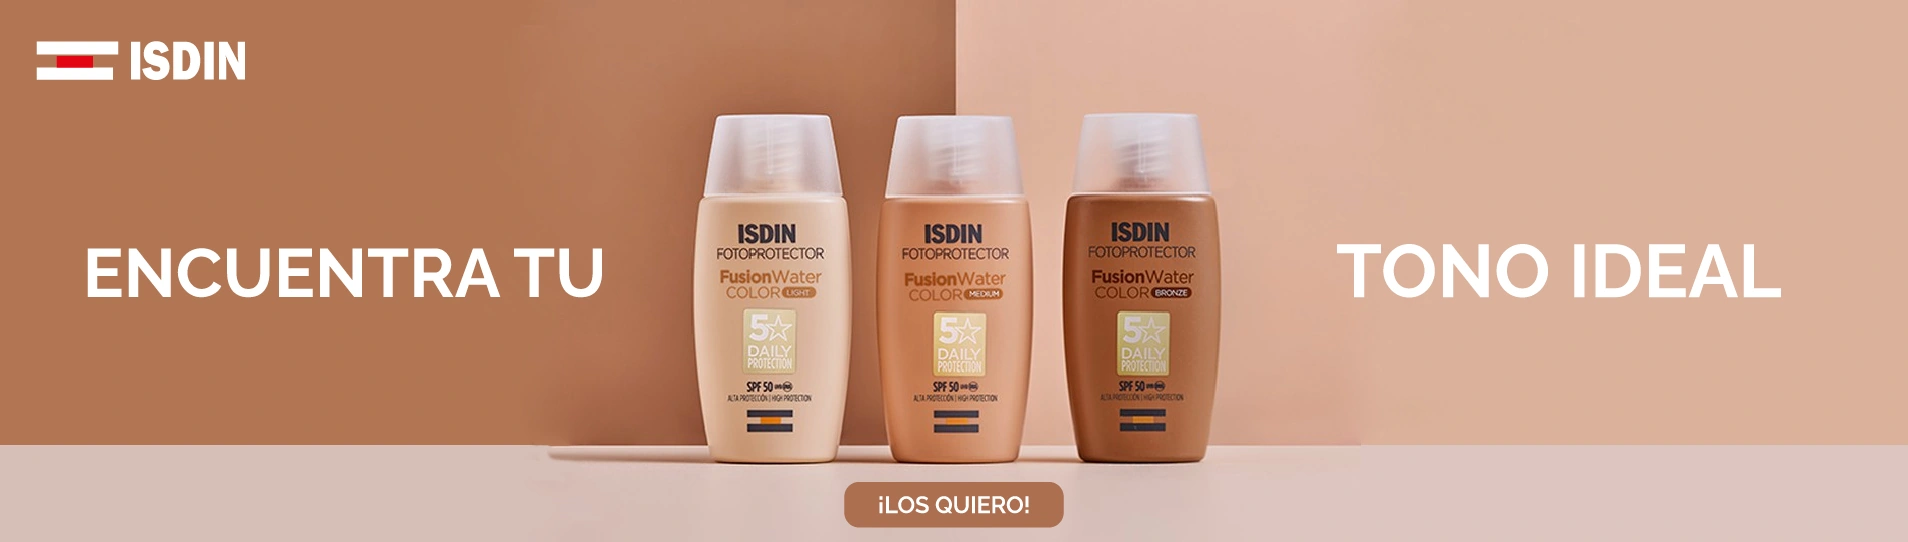 ISDIN
ENCUENTRA TU
TONO IDEAL
ISDIN
FOTOPROTECTOR
FusionWater
COLOR LIGHT
5
DAILY
PROTECTION
SPF 50
ALTA PROTECCIÓN | HIGH PROTECTION
ISDIN
FOTOPROTECTOR
FusionWater
COLOR MEDIUM
5
DAILY
PROTECTION
SPF 50
ALTA PROTECCIÓN | HIGH PROTECTION
ISDIN
FOTOPROTECTOR
FusionWater
COLOR BRONZE
5
DAILY
PROTECTION
SPF 50
ALTA PROTECCIÓN | HIGH PROTECTION
¡LOS QUIERO!